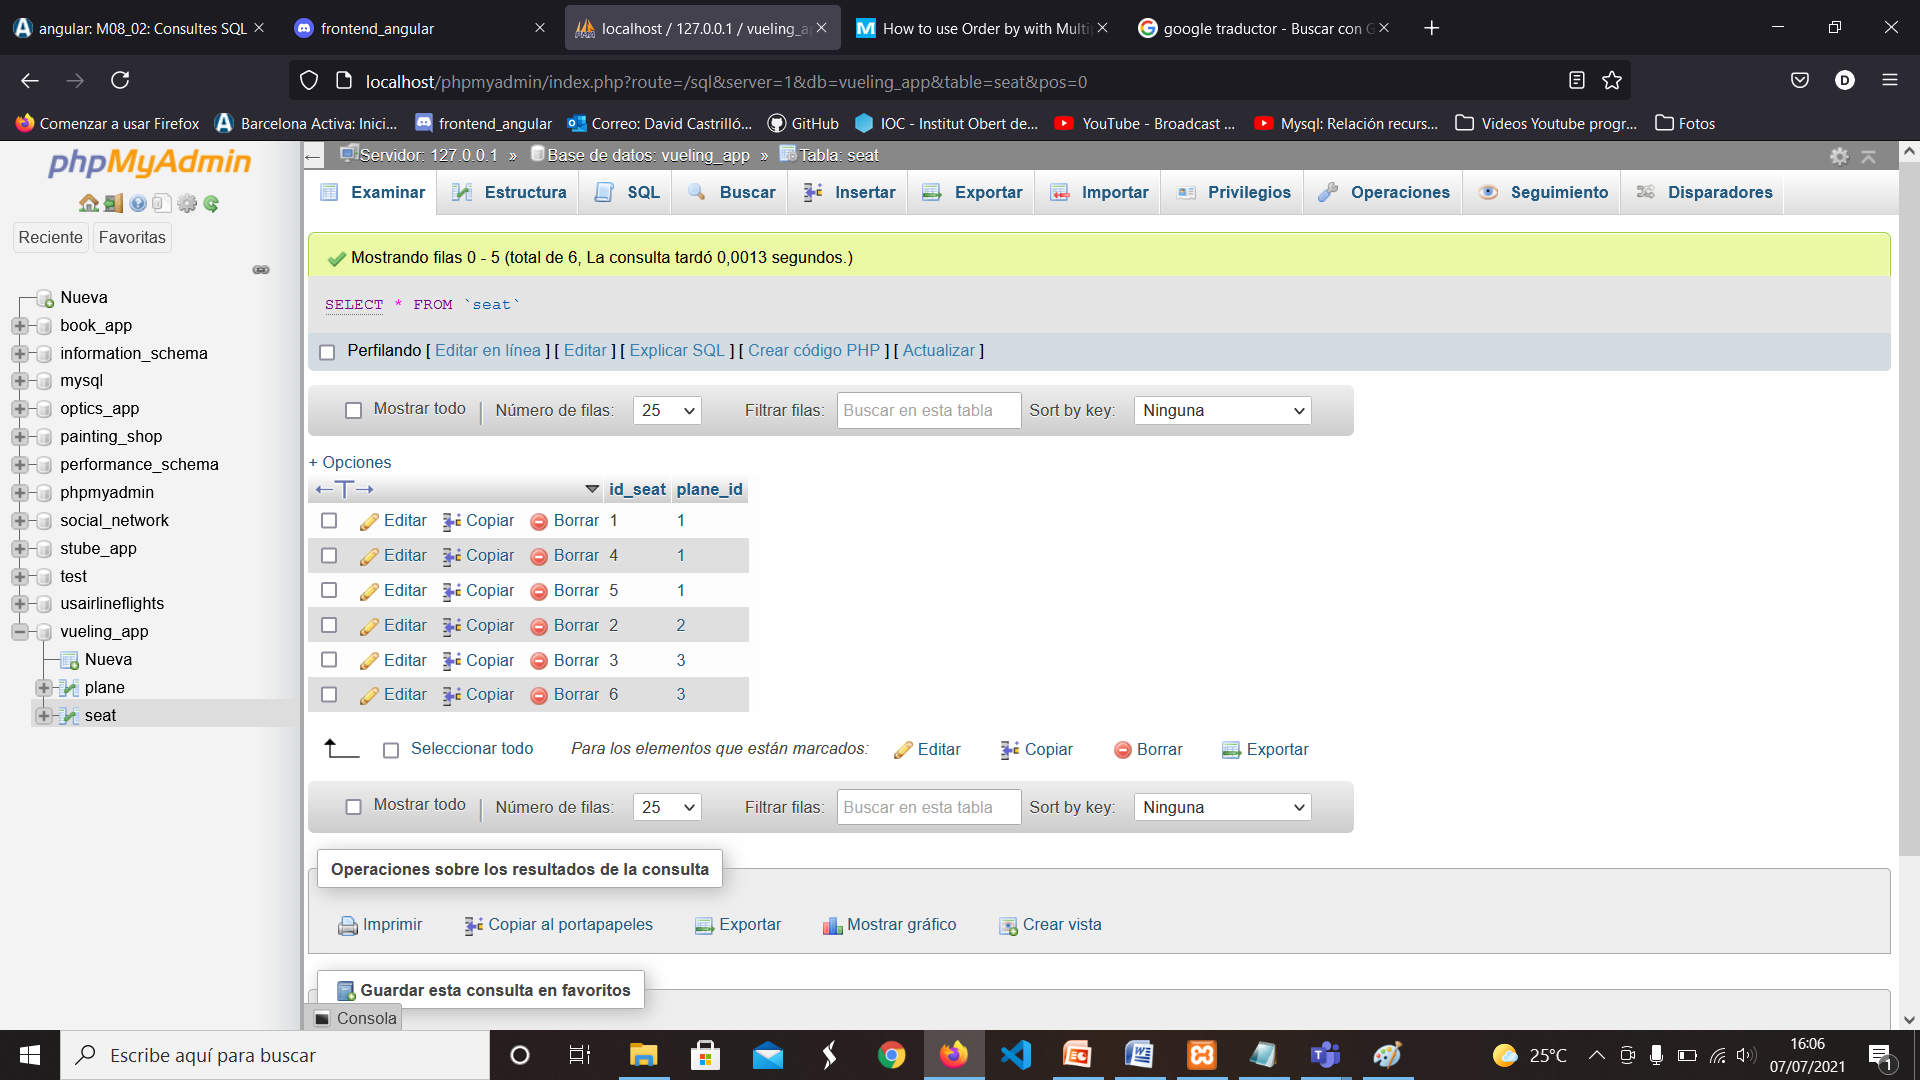 angular: M08_02: Consultes SQL
frontend_angular
localhost / 127.0.0.1 / vueling_a
How to use Order by with Multip
google traductor - Buscar con G
localhost/phpmyadmin/index.php?route=/sql&server=1&db=vueling_app&table=seat&pos=0
D
Comenzar a usar Firefox
Barcelona Activa: Inici...
frontend_angular
Correo: David Castrilló...
GitHub
IOC - Institut Obert de...
YouTube - Broadcast ...
Mysql: Relación recurs...
Videos Youtube progr...
Fotos
phpMyAdmin
Reciente
Favoritas
Nueva
book_app
information_schema
mysql
optics_app
painting_shop
performance_schema
phpmyadmin
social_network
stube_app
test
usairlineflights
vueling_app
Nueva
plane
seat
Servidor: 127.0.0.1 » Base de datos: vueling_app » Tabla: seat
Examinar
Estructura
SQL
Buscar
Insertar
Exportar
Importar
Privilegios
Operaciones
Seguimiento
Disparadores
Mostrando filas 0 - 5 (total de 6, La consulta tardó 0,0013 segundos.)
SELECT * FROM `seat`
Perfilando [ Editar en línea ] [ Editar ] [ Explicar SQL ] [ Crear código PHP ] [ Actualizar ]
Mostrar todo | Número de filas: 25 Filtrar filas: Buscar en esta tabla Sort by key: Ninguna
+ Opciones
←T→ id_seat plane_id
Editar Copiar Borrar 1 1
Editar Copiar Borrar 4 1
Editar Copiar Borrar 5 1
Editar Copiar Borrar 2 2
Editar Copiar Borrar 3 3
Editar Copiar Borrar 6 3
Seleccionar todo Para los elementos que están marcados: Editar Copiar Borrar Exportar
Mostrar todo | Número de filas: 25 Filtrar filas: Buscar en esta tabla Sort by key: Ninguna
Operaciones sobre los resultados de la consulta
Imprimir Copiar al portapapeles Exportar Mostrar gráfico Crear vista
Guardar esta consulta en favoritos
Consola
Escribe aquí para buscar
25°C
16:06
07/07/2021
1